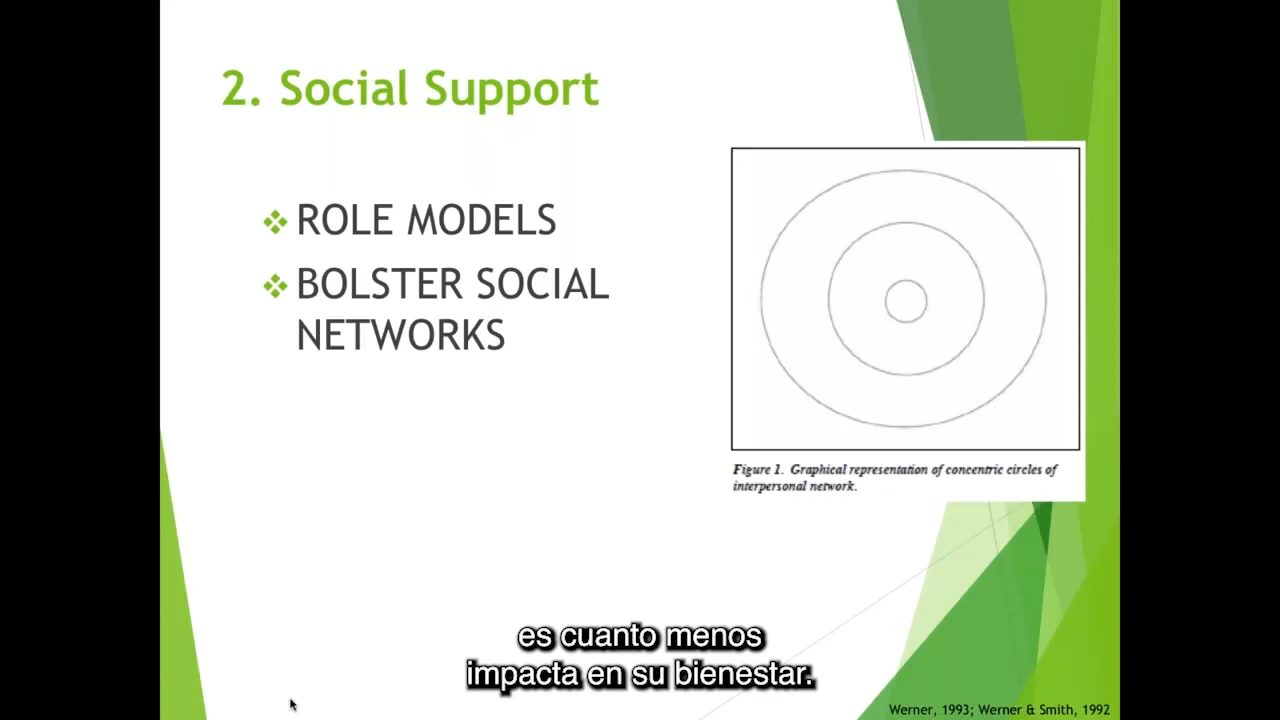 2. Social Support
ROLE MODELS
BOLSTER SOCIAL
NETWORKS
Figure 1. Graphical representation of concentric circles of
interpersonal network.
es cuanto menos
impacta en su bienestar.
Werner, 1993; Werner & Smith, 1992